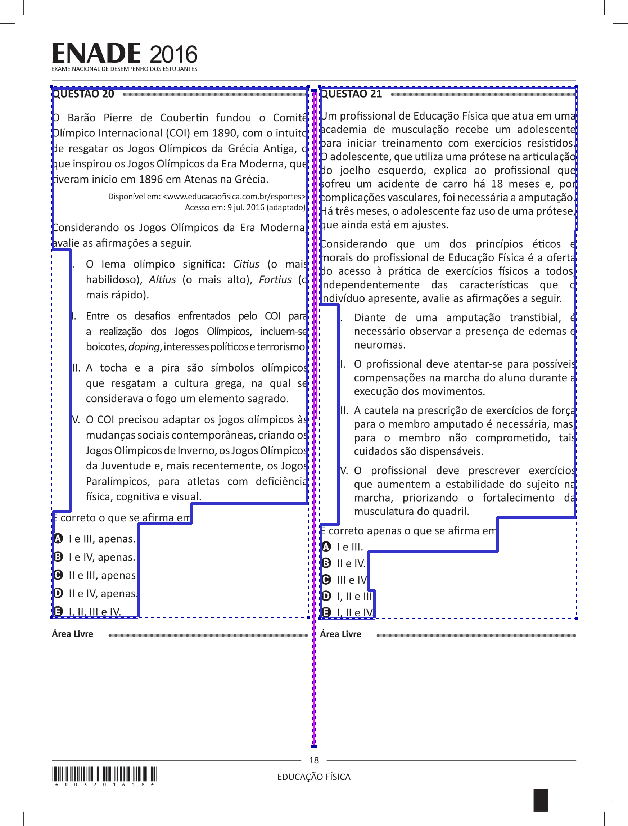 ENADE 2016
EXAME NACIONAL DE DESEMPENHO DOS ESTUDANTES
QUESTÃO 20
O Barão Pierre de Coubertin fundou o Comitê
Olímpico Internacional (COI) em 1890, com o intuito
de resgatar os Jogos Olímpicos da Grécia Antiga, o
que inspirou os Jogos Olímpicos da Era Moderna, que
tiveram início em 1896 em Atenas na Grécia.
Disponível em: <www.educacaofisica.com.br/esportes>
Acesso em: 9 jul. 2016 (adaptado)
Considerando os Jogos Olímpicos da Era Moderna
avalie as afirmações a seguir.
I. O lema olímpico significa: Citius (o mais
habilidoso), Altius (o mais alto), Fortius (o
mais rápido).
II. Entre os desafios enfrentados pelo COI para
a realização dos Jogos Olímpicos, incluem-se
boicotes, doping, interesses políticos e terrorismo
III. A tocha e a pira são símbolos olímpicos
que resgatam a cultura grega, na qual se
considerava o fogo um elemento sagrado.
IV. O COI precisou adaptar os jogos olímpicos às
mudanças sociais contemporâneas, criando os
Jogos Olímpicos de Inverno, os Jogos Olímpicos
da Juventude e, mais recentemente, os Jogos
Paralímpicos, para atletas com deficiência
física, cognitiva e visual.
É correto o que se afirma em
A I e III, apenas.
B I e IV, apenas.
C II e III, apenas
D II e IV, apenas.
E I, II, III e IV.
Área Livre
QUESTÃO 21
Um profissional de Educação Física que atua em uma
academia de musculação recebe um adolescente
para iniciar treinamento com exercícios resistidos.
O adolescente, que utiliza uma prótese na articulação
do joelho esquerdo, explica ao profissional que
sofreu um acidente de carro há 18 meses e, por
complicações vasculares, foi necessária a amputação.
Há três meses, o adolescente faz uso de uma prótese,
que ainda está em ajustes.
Considerando que um dos princípios éticos e
morais do profissional de Educação Física é a oferta
do acesso à prática de exercícios físicos a todos
independentemente das características que o
indivíduo apresente, avalie as afirmações a seguir.
I. Diante de uma amputação transtibial, é
necessário observar a presença de edemas e
neuromas.
II. O profissional deve atentar-se para possíveis
compensações na marcha do aluno durante a
execução dos movimentos.
III. A cautela na prescrição de exercícios de força
para o membro amputado é necessária, mas,
para o membro não comprometido, tais
cuidados são dispensáveis.
IV. O profissional deve prescrever exercícios
que aumentem a estabilidade do sujeito na
marcha, priorizando o fortalecimento da
musculatura do quadril.
É correto apenas o que se afirma em
A I e III.
B II e IV.
C III e IV
D I, II e III
E I, II e IV
Área Livre
18
EDUCAÇÃO FÍSICA